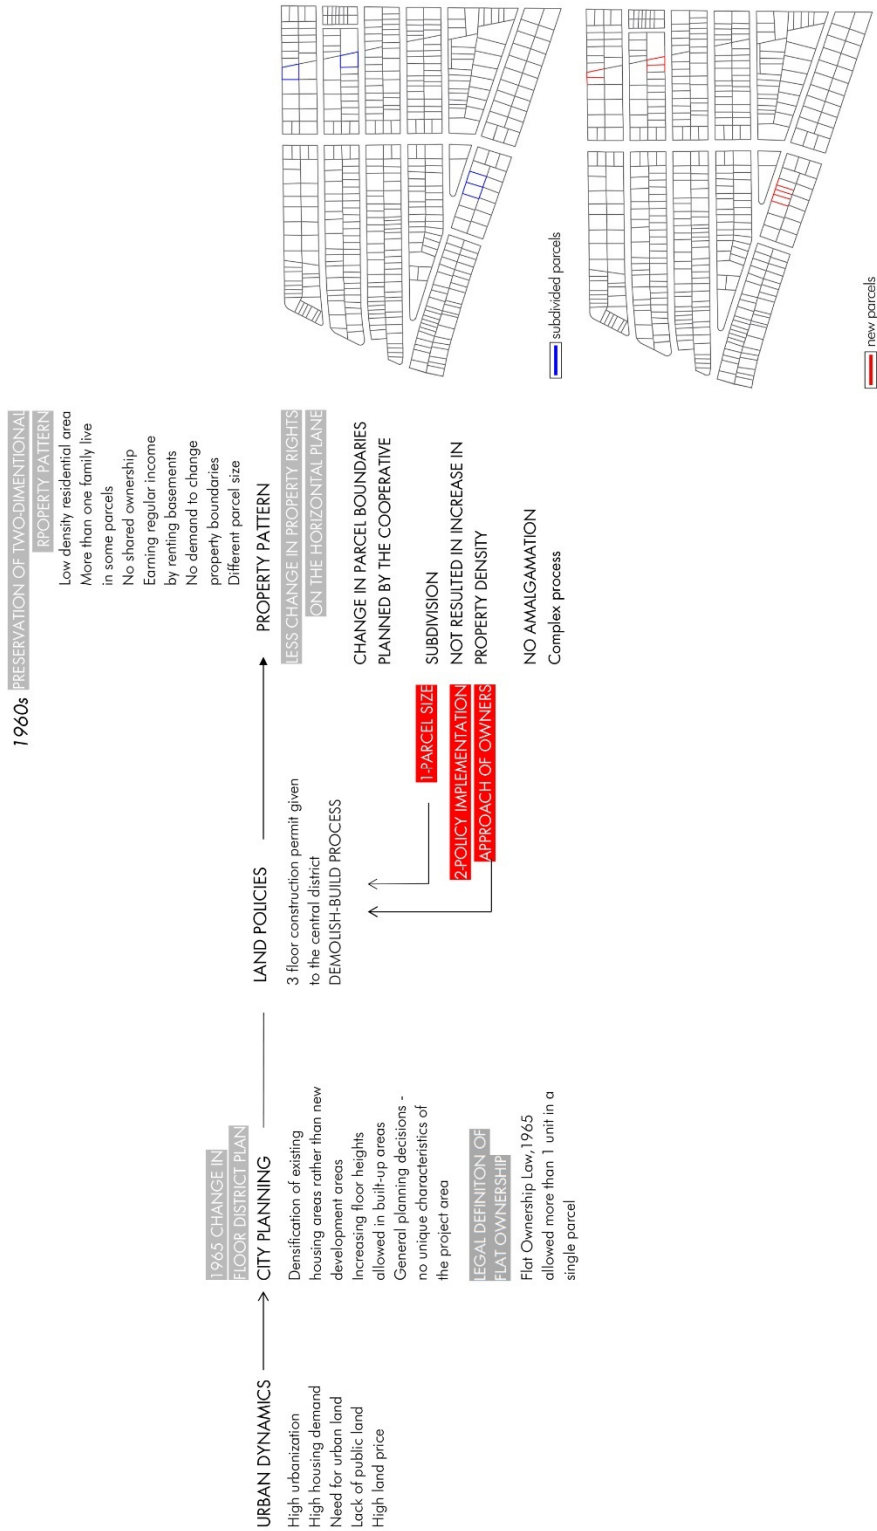 1960s PRESERVATION OF TWO-DIMENTIONAL
RPOPERTY PATTERN
Low density residential area
More than one family live
in some parcels
No shared ownership
Earning regular income
by renting basements
No demand to change
property boundaries
Different parcel size
URBAN DYNAMICS
High urbanization
High housing demand
Need for urban land
Lack of public land
High land price
1965 CHANGE IN
FLOOR DISTRICT PLAN
CITY PLANNING
Densification of existing
housing areas rather than new
development areas
Increasing floor heights
allowed in built-up areas
General planning decisions -
no unique characteristics of
the project area
LEGAL DEFINITON OF
FLAT OWNERSHIP
Flat Ownership Law,1965
allowed more than 1 unit in a
single parcel
LAND POLICIES
3 floor construction permit given
to the central district
DEMOLISH-BUILD PROCESS
1-PARCEL SIZE
2-POLICY IMPLEMENTATION
APPROACH OF OWNERS
PROPERTY PATTERN
LESS CHANGE IN PROPERTY RIGHTS
ON THE HORIZONTAL PLANE
CHANGE IN PARCEL BOUNDARIES
PLANNED BY THE COOPERATIVE
SUBDIVISION
NOT RESULTED IN INCREASE IN
PROPERTY DENSITY
NO AMALGAMATION
Complex process
subdivided parcels
new parcels